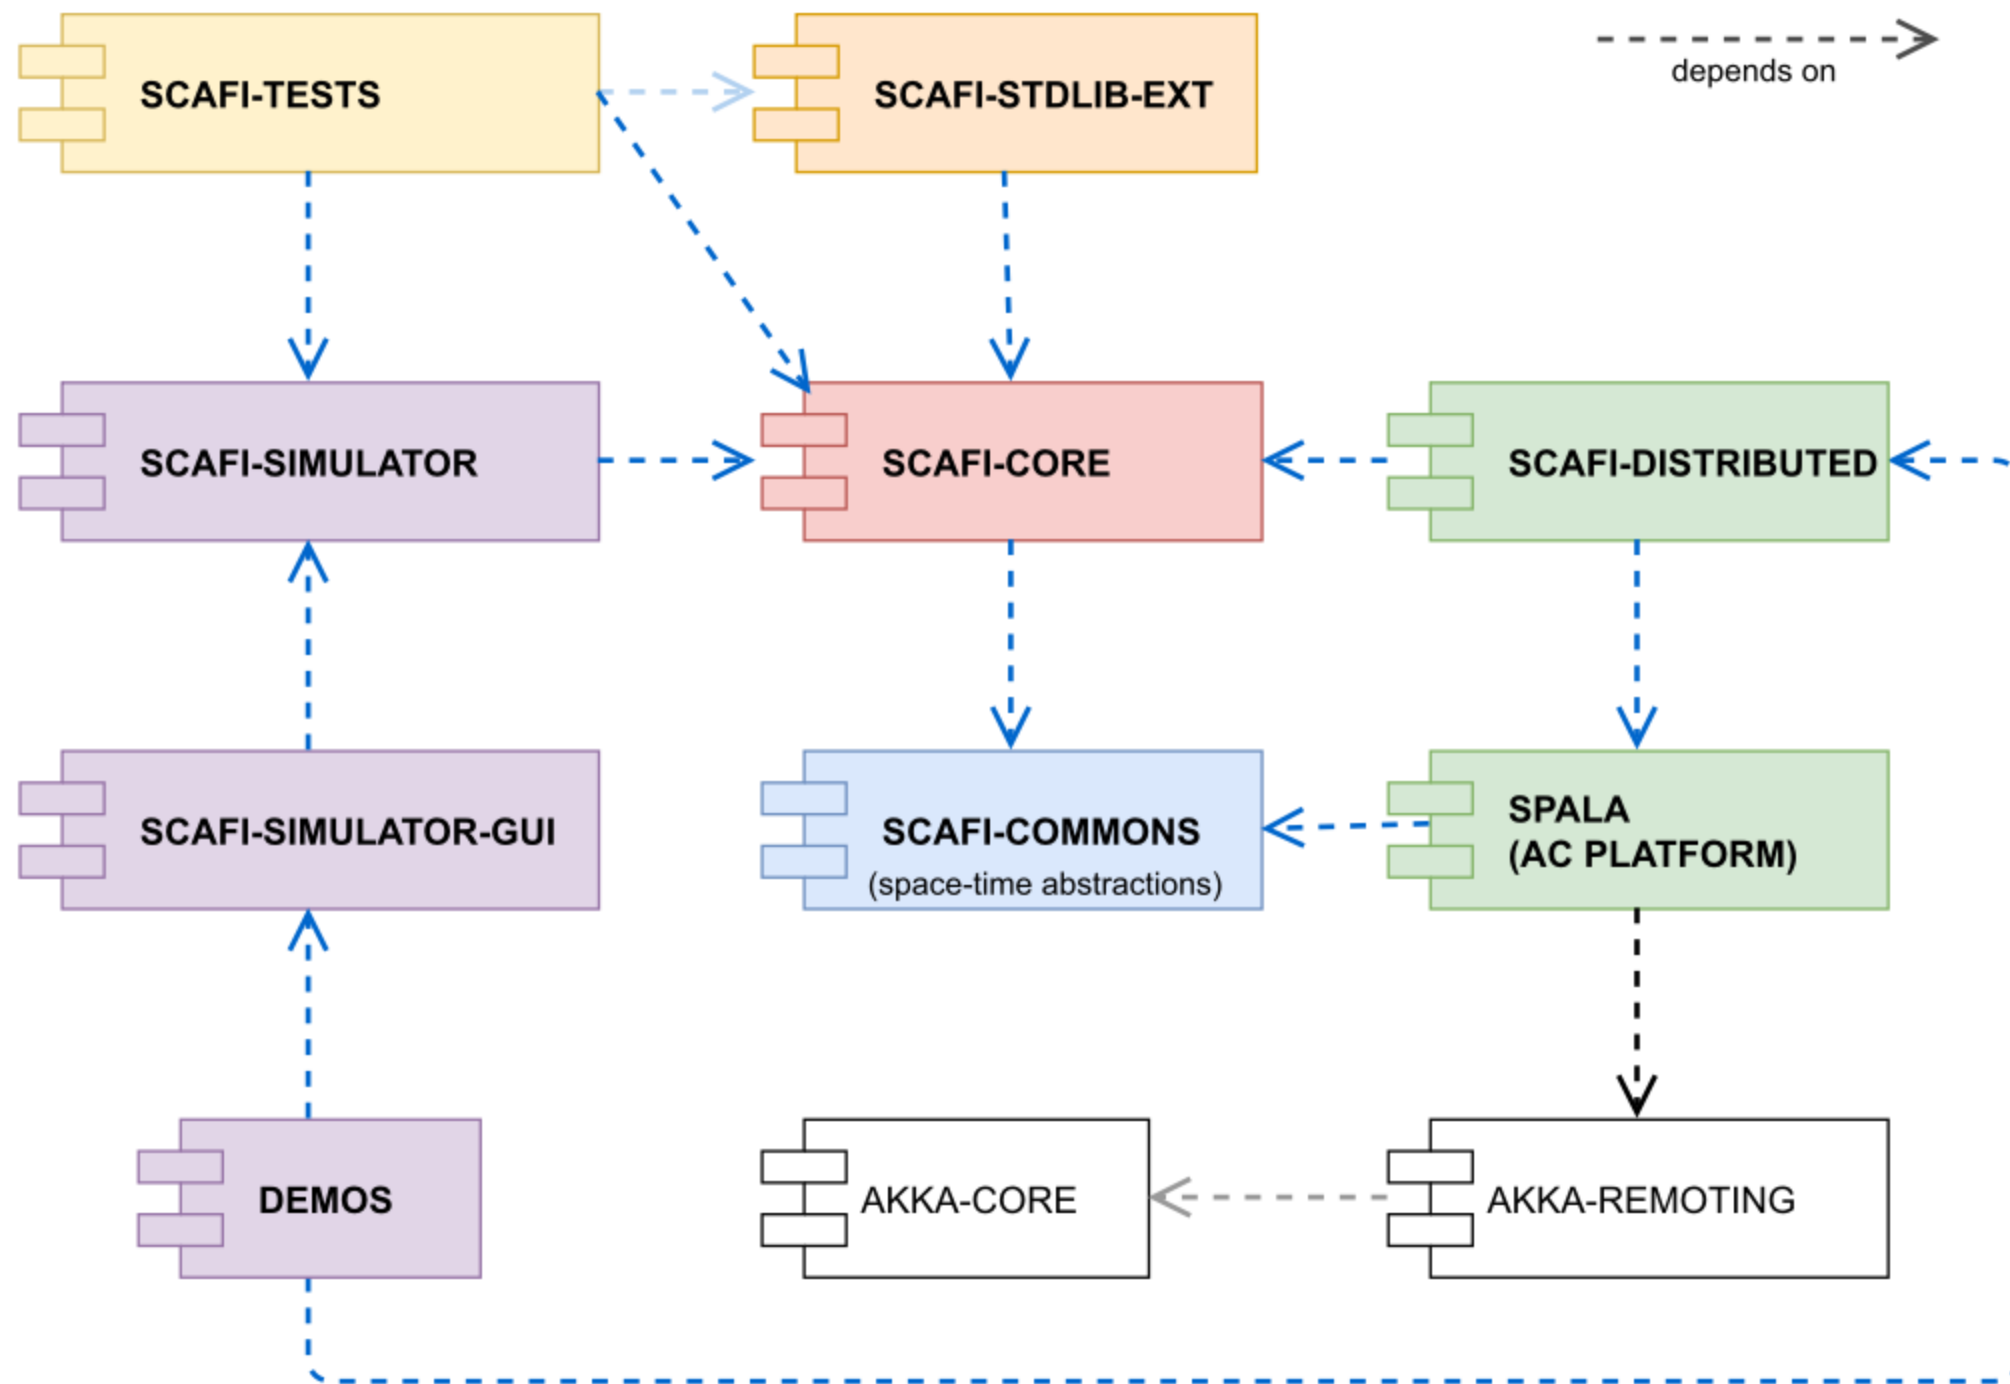 SCAFI-TESTS
SCAFI-STDLIB-EXT
depends on
SCAFI-SIMULATOR
SCAFI-CORE
SCAFI-DISTRIBUTED
SCAFI-SIMULATOR-GUI
SCAFI-COMMONS
(space-time abstractions)
SPALA
(AC PLATFORM)
DEMOS
AKKA-CORE
AKKA-REMOTING